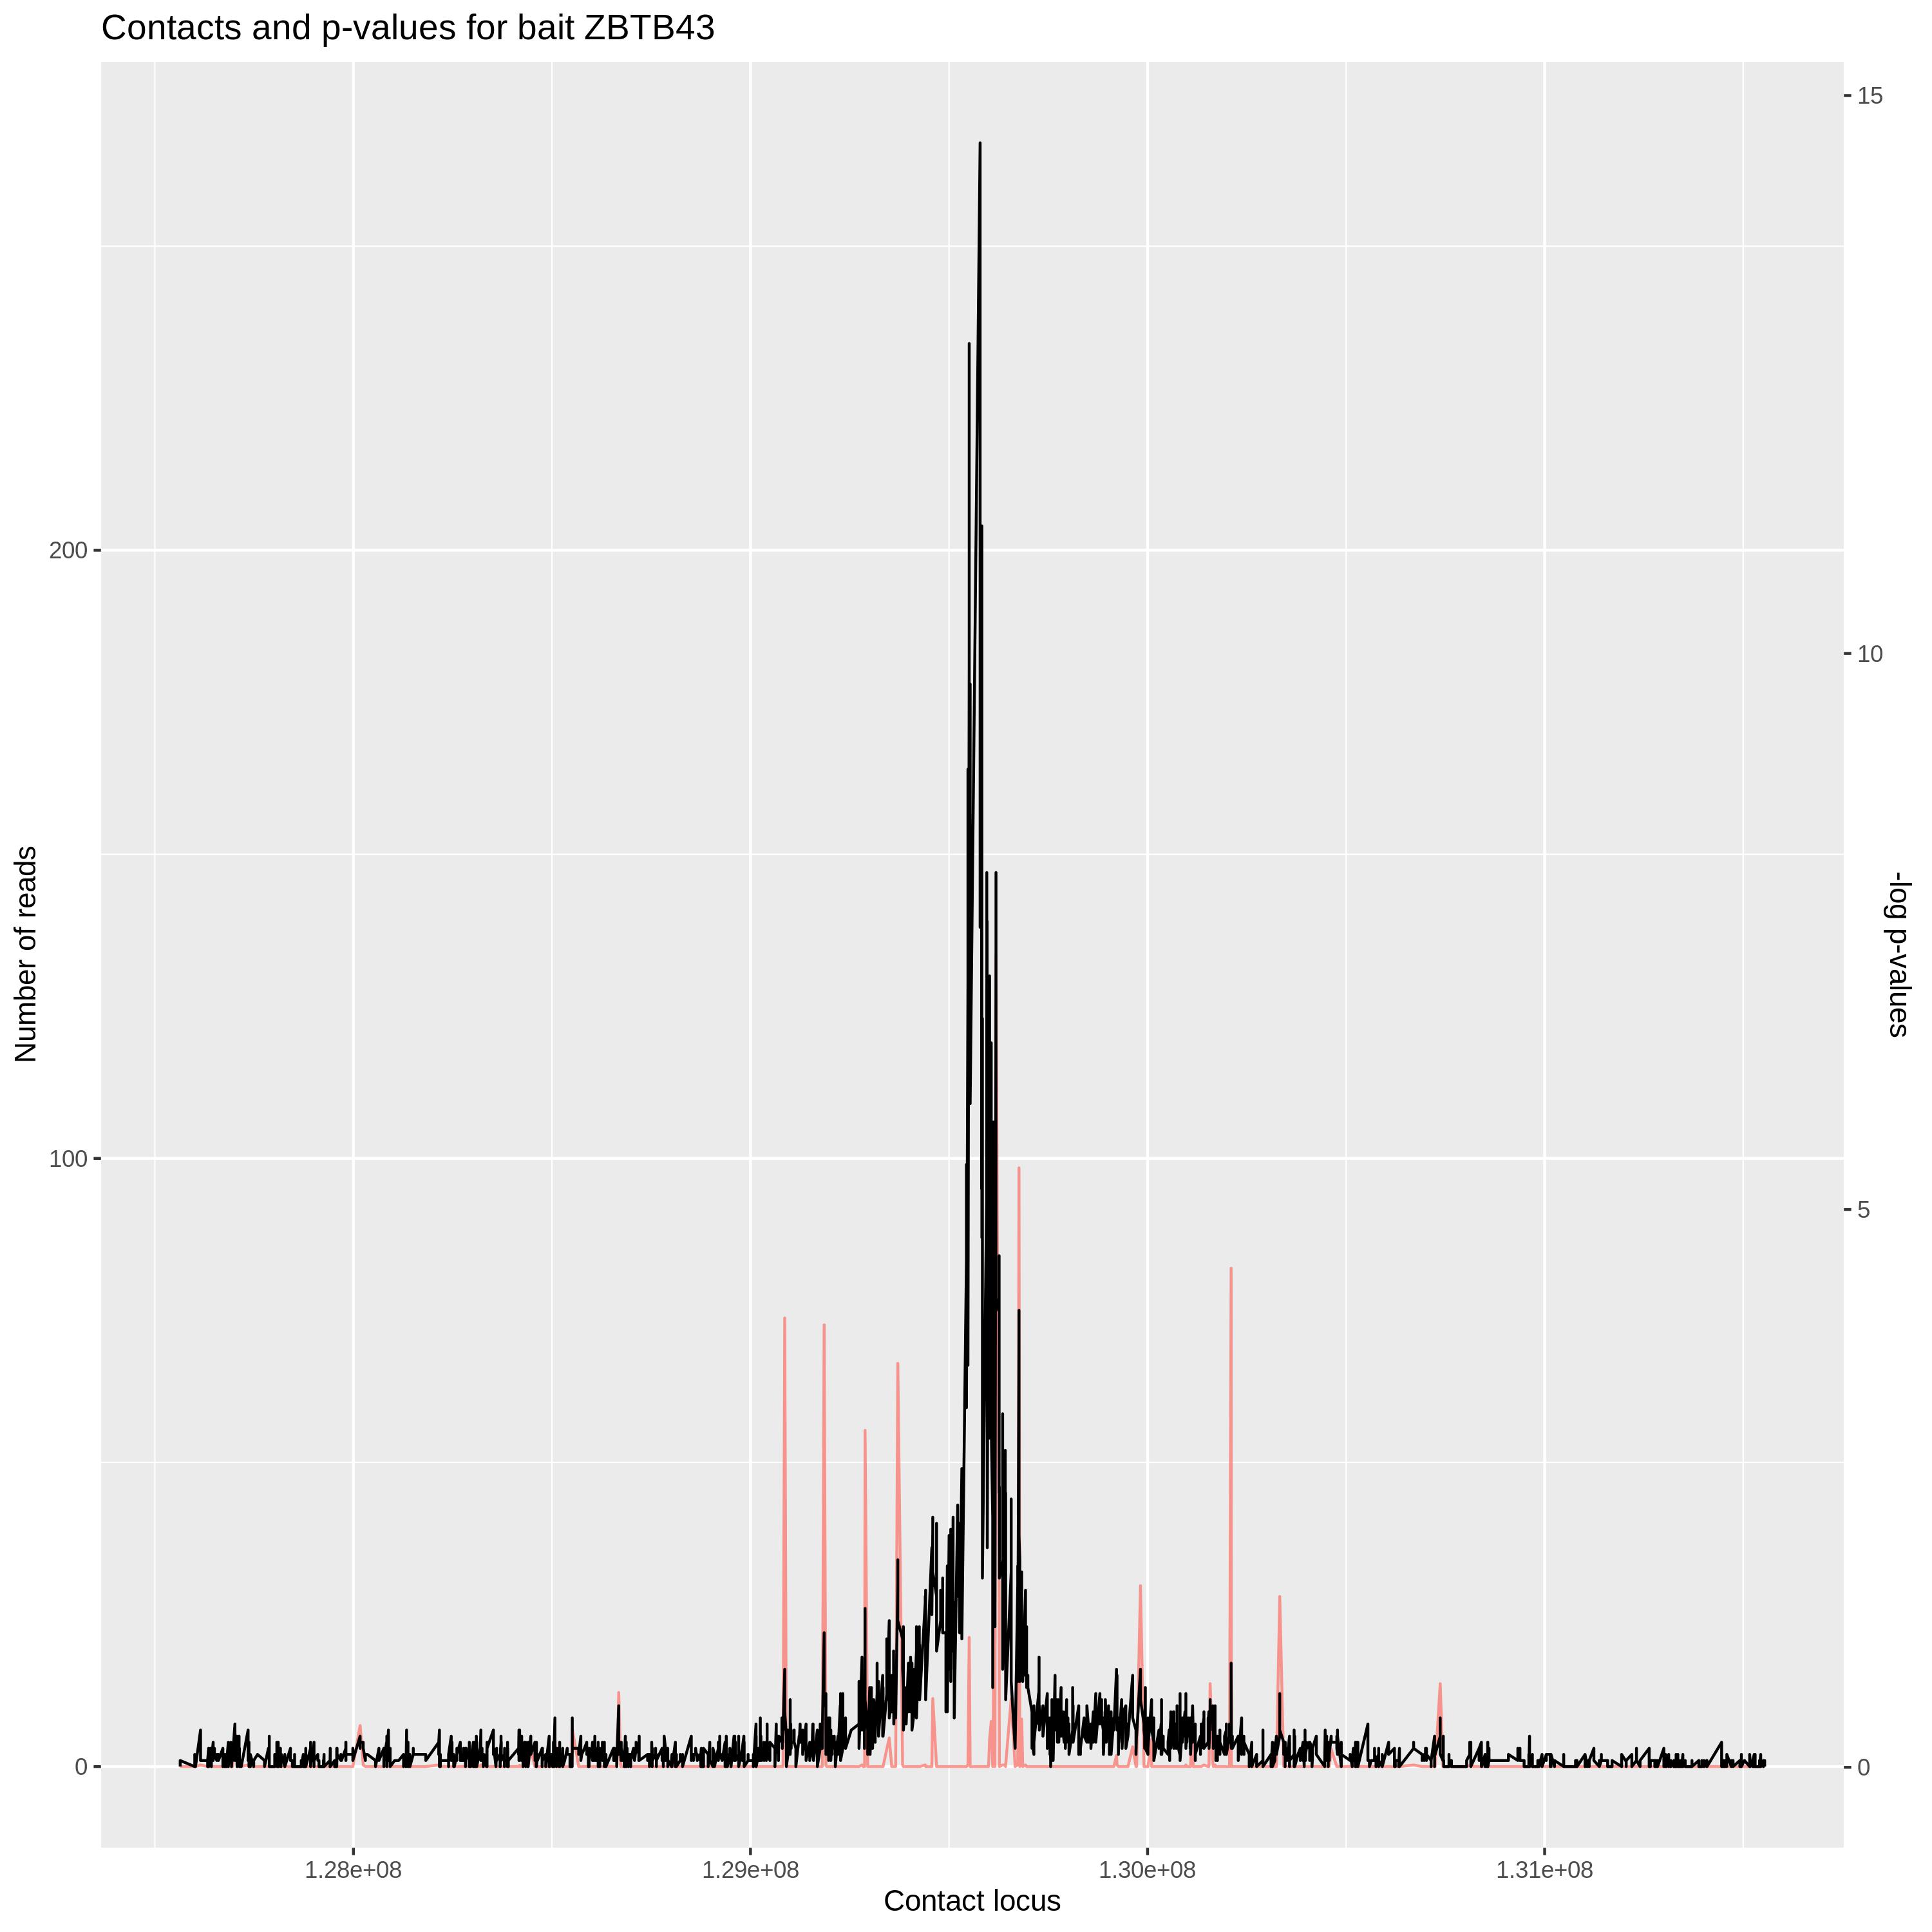 Contacts and p-values for bait ZBTB43
Number of reads
200
100
0
15
10
5
0
-log p-values
1.28e+08
1.29e+08
1.30e+08
1.31e+08
Contact locus